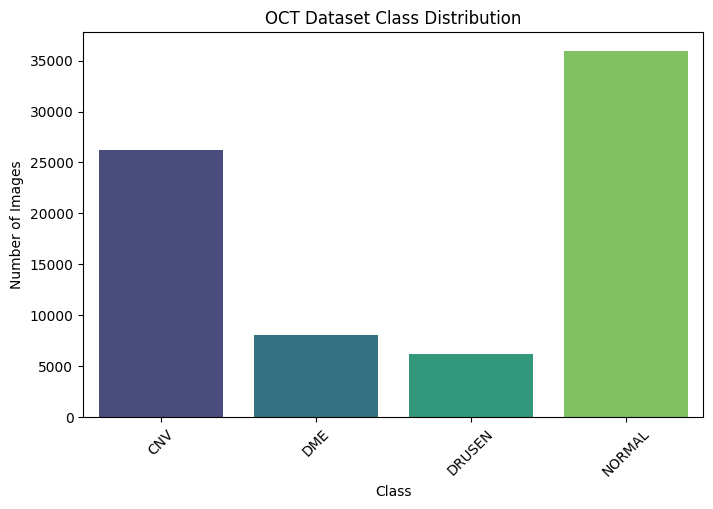 OCT Dataset Class Distribution
Number of Images
35000
30000
25000
20000
15000
10000
5000
0
CNV
DME
DRUSEN
NORMAL
Class